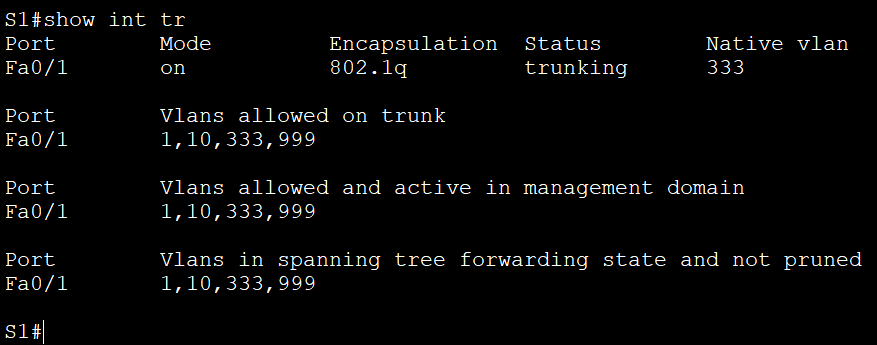 S1#show int tr
Port Mode Encapsulation Status Native vlan
Fa0/1 on 802.1q trunking 333
Port Vlans allowed on trunk
Fa0/1 1,10,333,999
Port Vlans allowed and active in management domain
Fa0/1 1,10,333,999
Port Vlans in spanning tree forwarding state and not pruned
Fa0/1 1,10,333,999
S1#